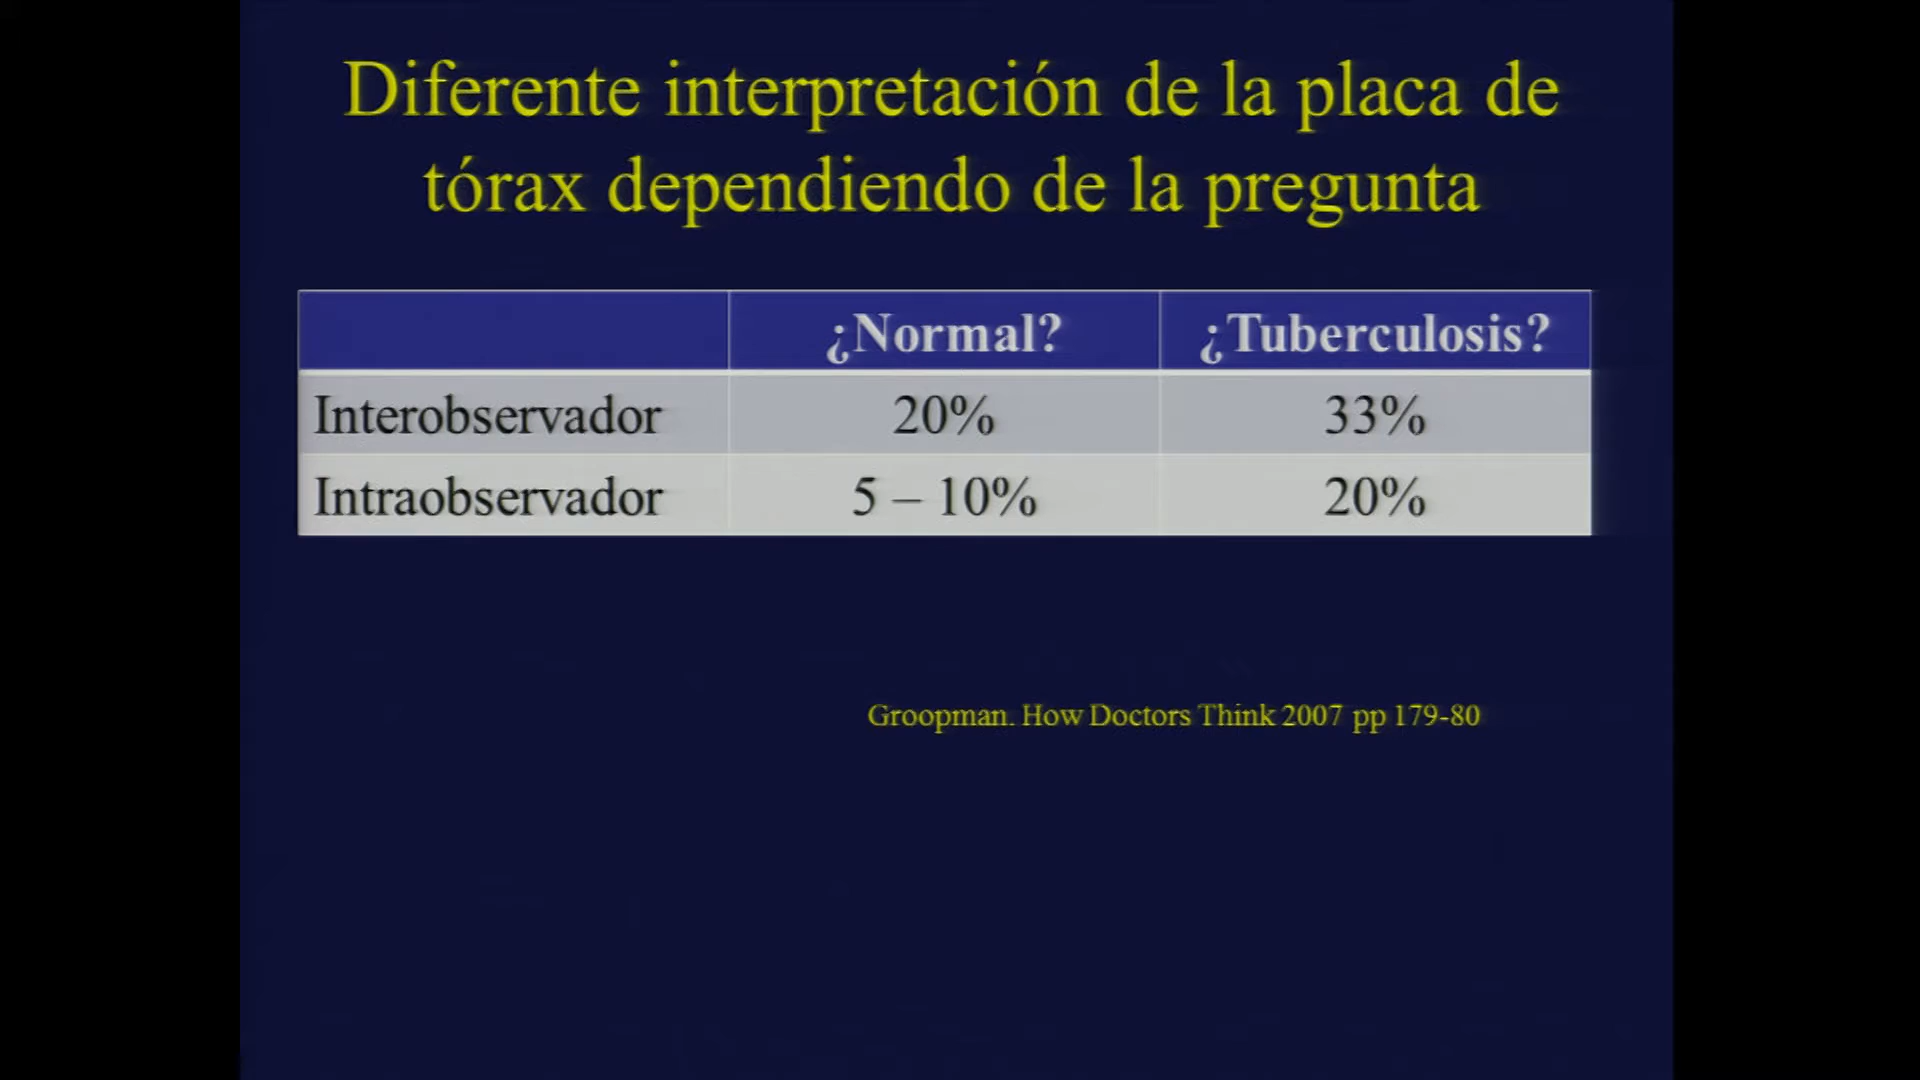 Diferente interpretación de la placa de
tórax dependiendo de la pregunta
¿Normal? ¿Tuberculosis?
Interobservador 20% 33%
Intraobservador 5 – 10% 20%
Groopman. How Doctors Think 2007 pp 179-80